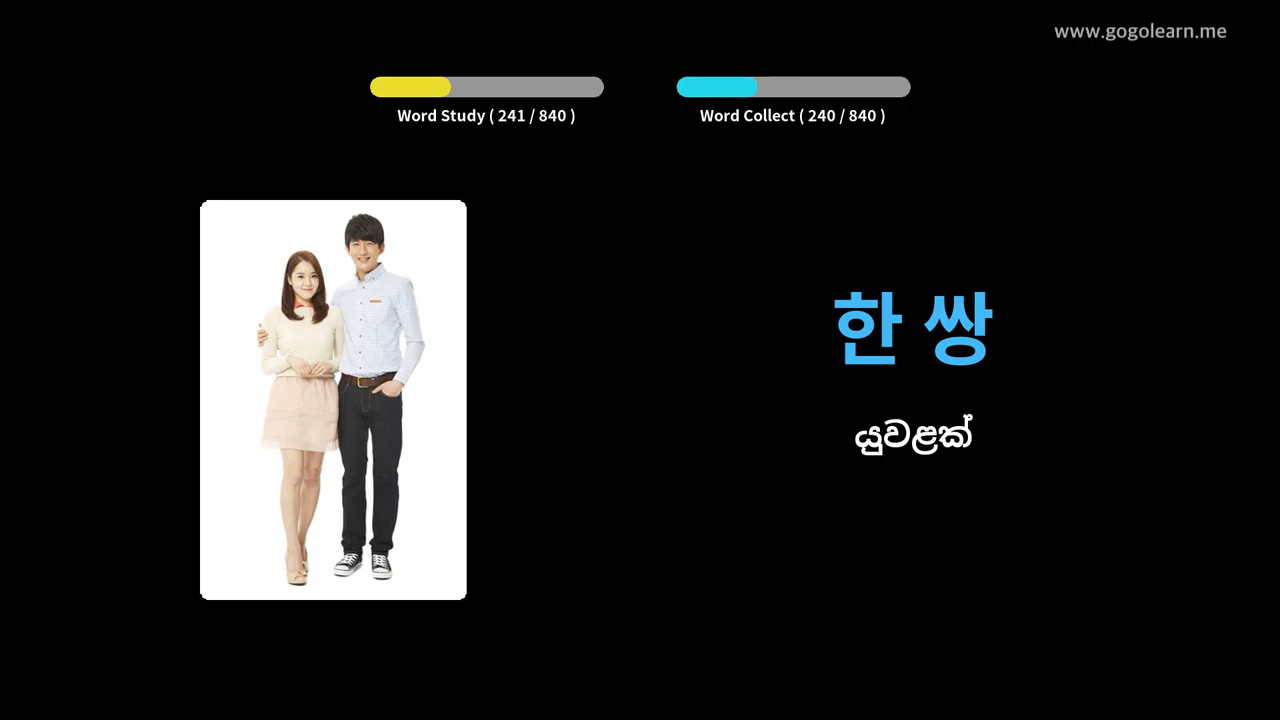 www.gogolearn.me
Word Study ( 241 / 840 )
Word Collect ( 240 / 840 )
한 쌍
යුවළක්